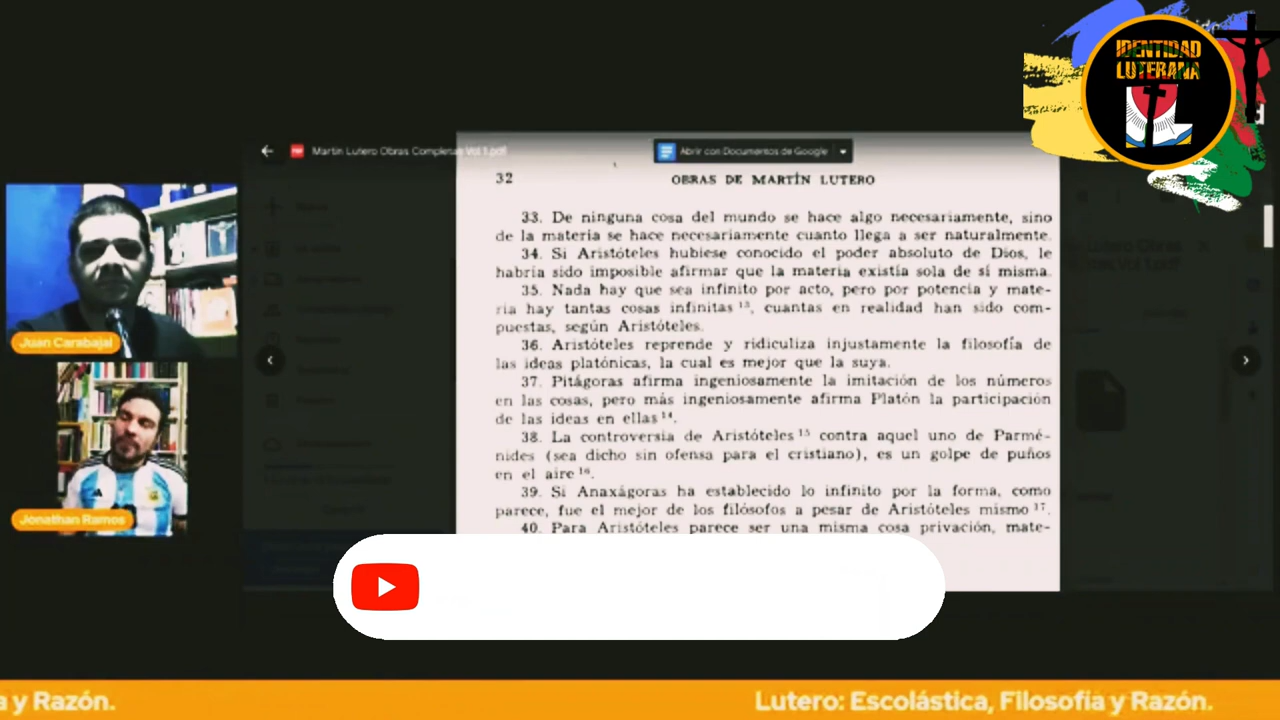 IDENTIDAD
LUTERANA
Martin Lutero Obras Completas Vol 1.pdf
Abrir con Documentos de Google
32
OBRAS DE MARTÍN LUTERO
33. De ninguna cosa del mundo se hace algo necesariamente, sino
de la materia se hace necesariamente cuanto llega a ser naturalmente.
34. Si Aristóteles hubiese conocido el poder absoluto de Dios, le
habría sido imposible afirmar que la materia existía sola de sí misma.
35. Nada hay que sea infinito por acto, pero por potencia y mate-
ria hay tantas cosas infinitas 13, cuantas en realidad han sido com-
puestas, según Aristóteles.
36. Aristóteles reprende y ridiculiza injustamente la filosofía de
las ideas platónicas, la cual es mejor que la suya.
37. Pitágoras afirma ingeniosamente la imitación de los números
en las cosas, pero más ingeniosamente afirma Platón la participación
de las ideas en ellas 14.
38. La controversia de Aristóteles 15 contra aquel uno de Parmé-
nides (sea dicho sin ofensa para el cristiano), es un golpe de puños
en el aire 16.
39. Si Anaxágoras ha establecido lo infinito por la forma, como
parece, fue el mejor de los filósofos a pesar de Aristóteles mismo 17.
40. Para Aristóteles parece ser una misma cosa privación, mate-
Juan Carabajal
Jonathan Ramos
a y Razón.
Lutero: Escolástica, Filosofía y Razón.